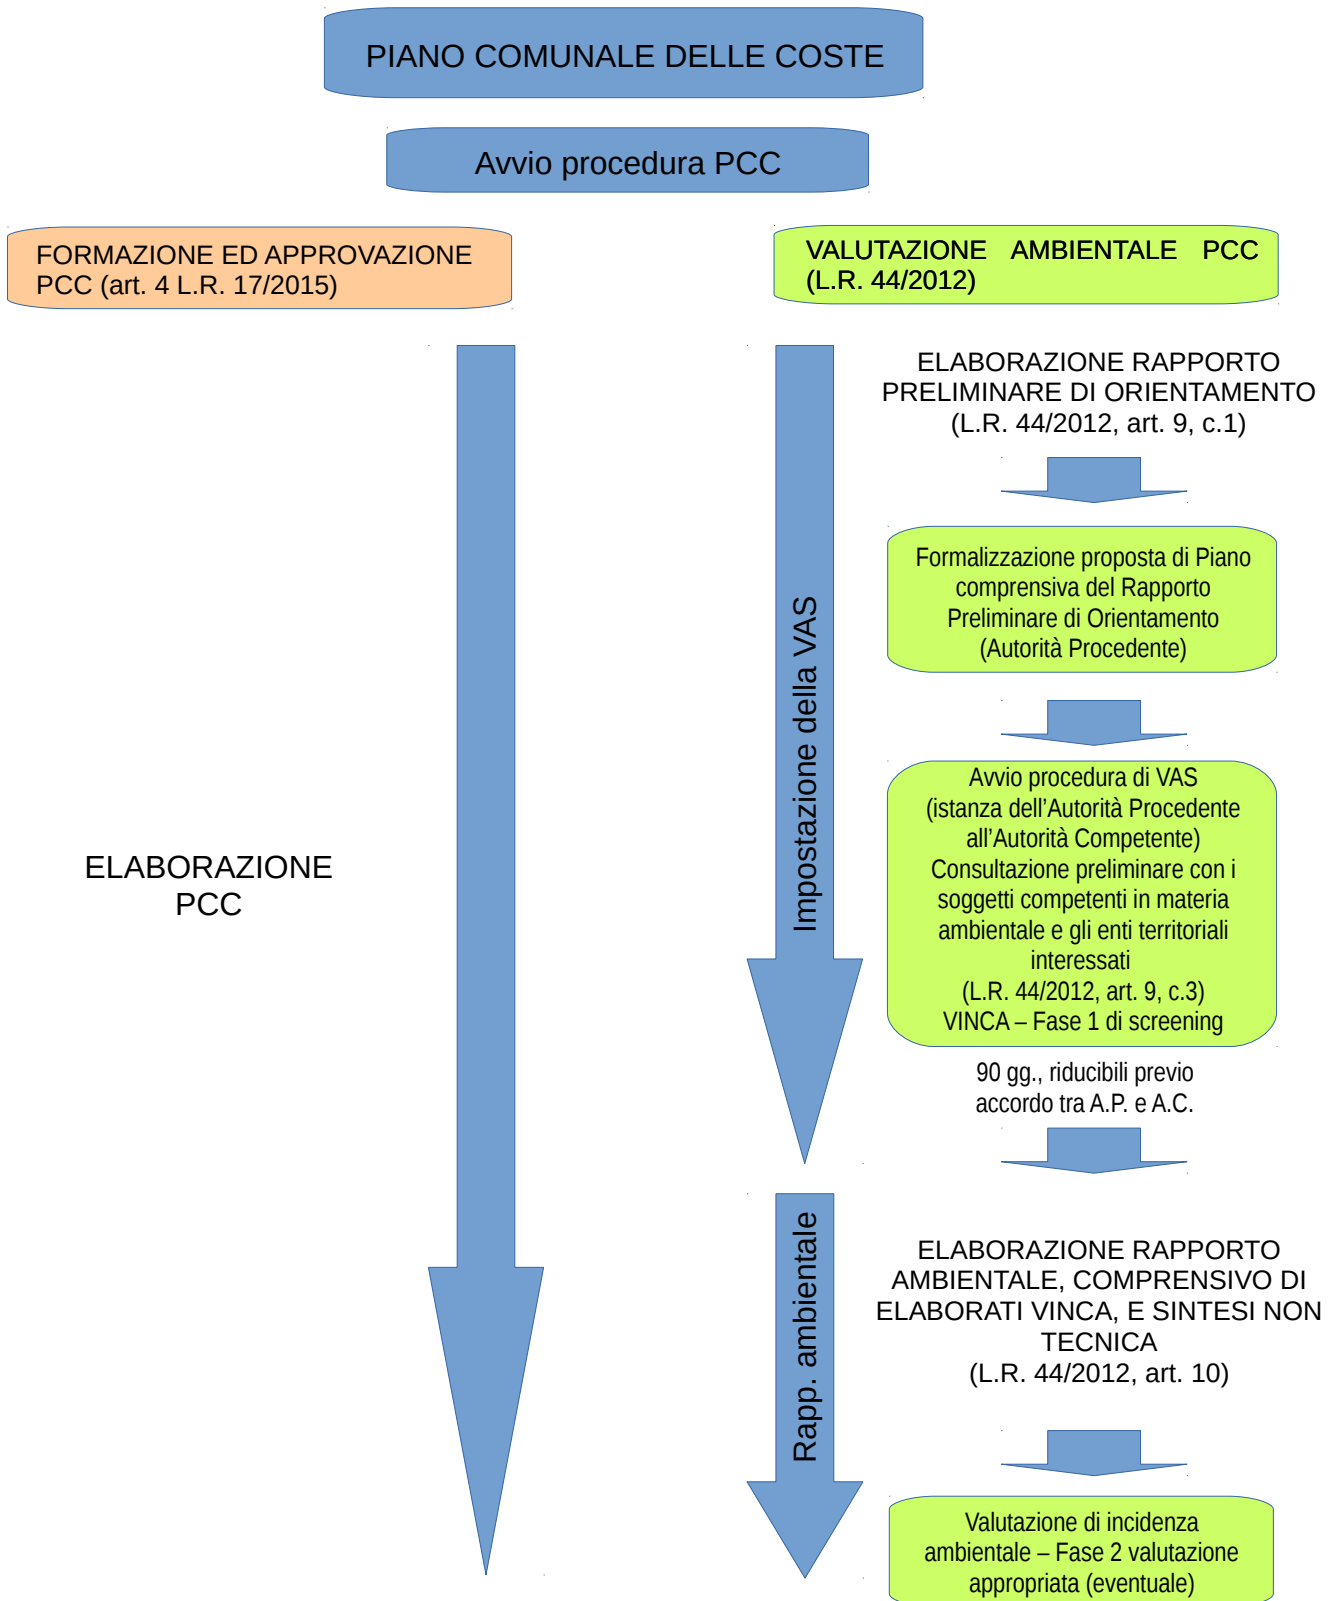 PIANO COMUNALE DELLE COSTE
Avvio procedura PCC
FORMAZIONE ED APPROVAZIONE
PCC (art. 4 L.R. 17/2015)
VALUTAZIONE AMBIENTALE PCC
(L.R. 44/2012)
ELABORAZIONE
PCC
Impostazione della VAS
ELABORAZIONE RAPPORTO
PRELIMINARE DI ORIENTAMENTO
(L.R. 44/2012, art. 9, c.1)
Formalizzazione proposta di Piano
comprensiva del Rapporto
Preliminare di Orientamento
(Autorità Procedente)
Avvio procedura di VAS
(istanza dell’Autorità Procedente
all’Autorità Competente)
Consultazione preliminare con i
soggetti competenti in materia
ambientale e gli enti territoriali
interessati
(L.R. 44/2012, art. 9, c.3)
VINCA – Fase 1 di screening
90 gg., riducibili previo
accordo tra A.P. e A.C.
Rapp. ambientale
ELABORAZIONE RAPPORTO
AMBIENTALE, COMPRENSIVO DI
ELABORATI VINCA, E SINTESI NON
TECNICA
(L.R. 44/2012, art. 10)
Valutazione di incidenza
ambientale – Fase 2 valutazione
appropriata (eventuale)